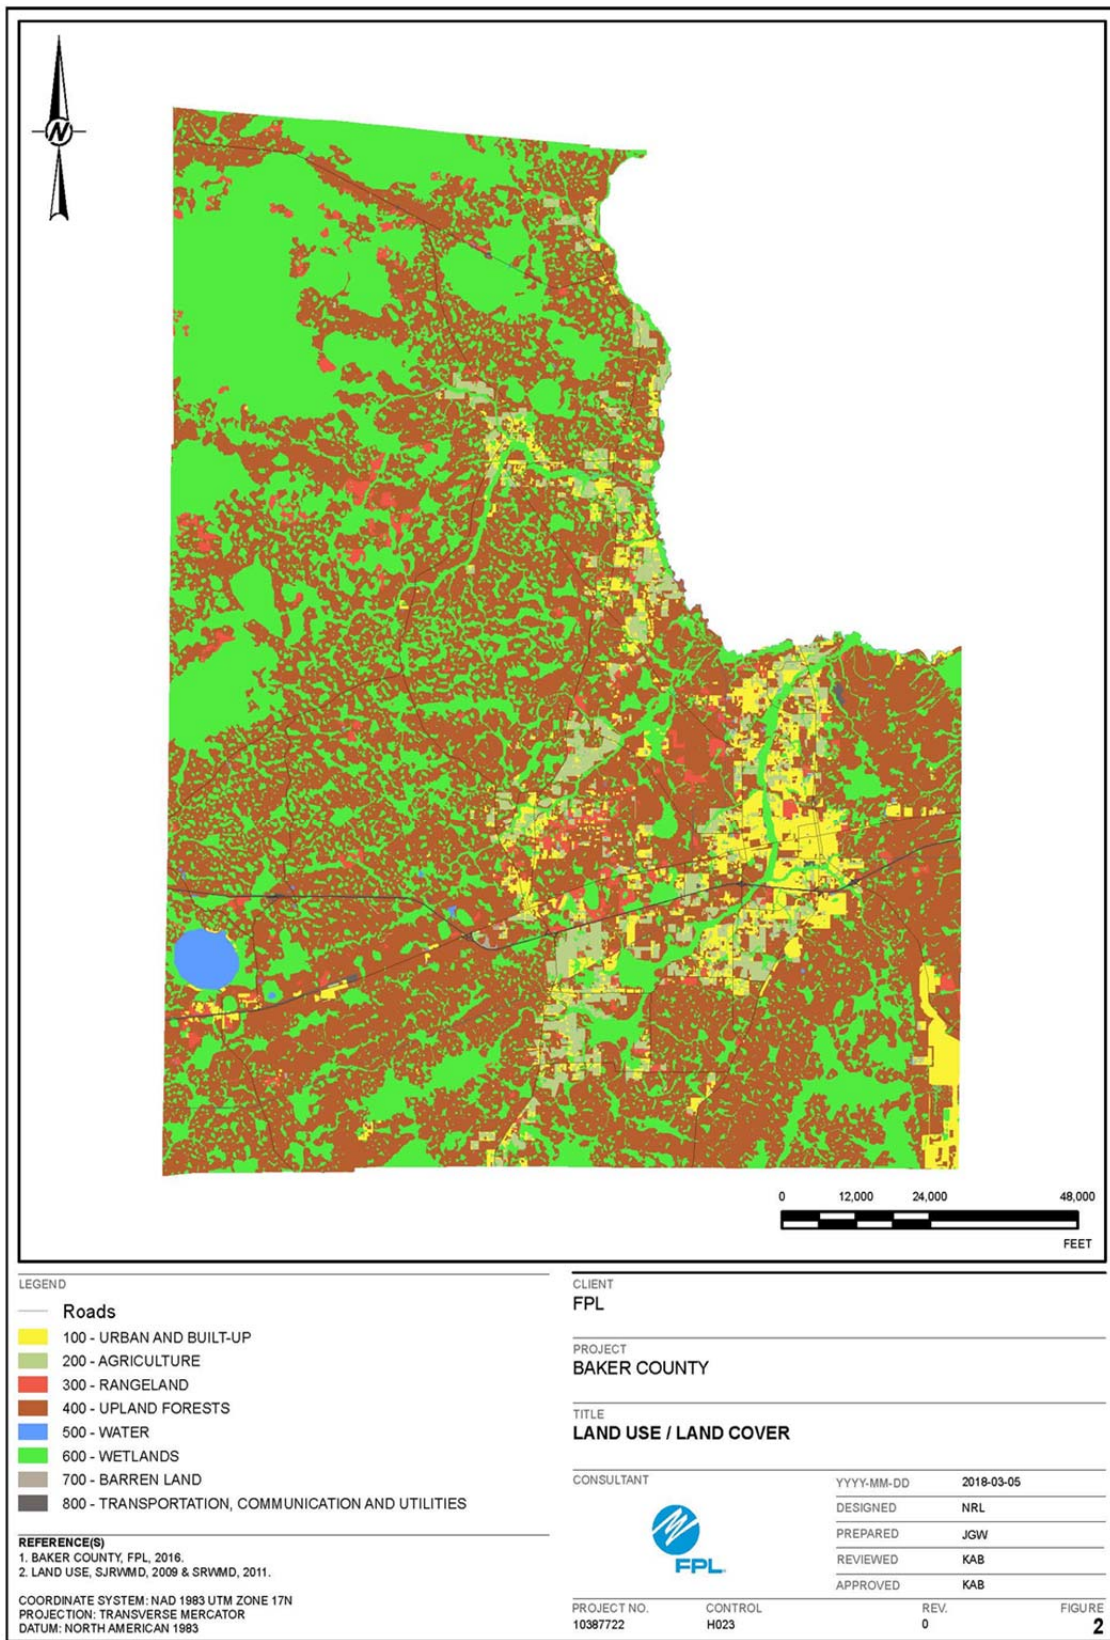 N
0 12,000 24,000 48,000
FEET
LEGEND
Roads
100 - URBAN AND BUILT-UP
200 - AGRICULTURE
300 - RANGELAND
400 - UPLAND FORESTS
500 - WATER
600 - WETLANDS
700 - BARREN LAND
800 - TRANSPORTATION, COMMUNICATION AND UTILITIES
REFERENCE(S)
1. BAKER COUNTY, FPL, 2016.
2. LAND USE, SJRWMD, 2009 & SRWMD, 2011.
COORDINATE SYSTEM: NAD 1983 UTM ZONE 17N
PROJECTION: TRANSVERSE MERCATOR
DATUM: NORTH AMERICAN 1983
CLIENT
FPL
PROJECT
BAKER COUNTY
TITLE
LAND USE / LAND COVER
CONSULTANT
FPL.
YYYY-MM-DD 2018-03-05
DESIGNED NRL
PREPARED JGW
REVIEWED KAB
APPROVED KAB
PROJECT NO. CONTROL REV. FIGURE
10387722 H023 0 2